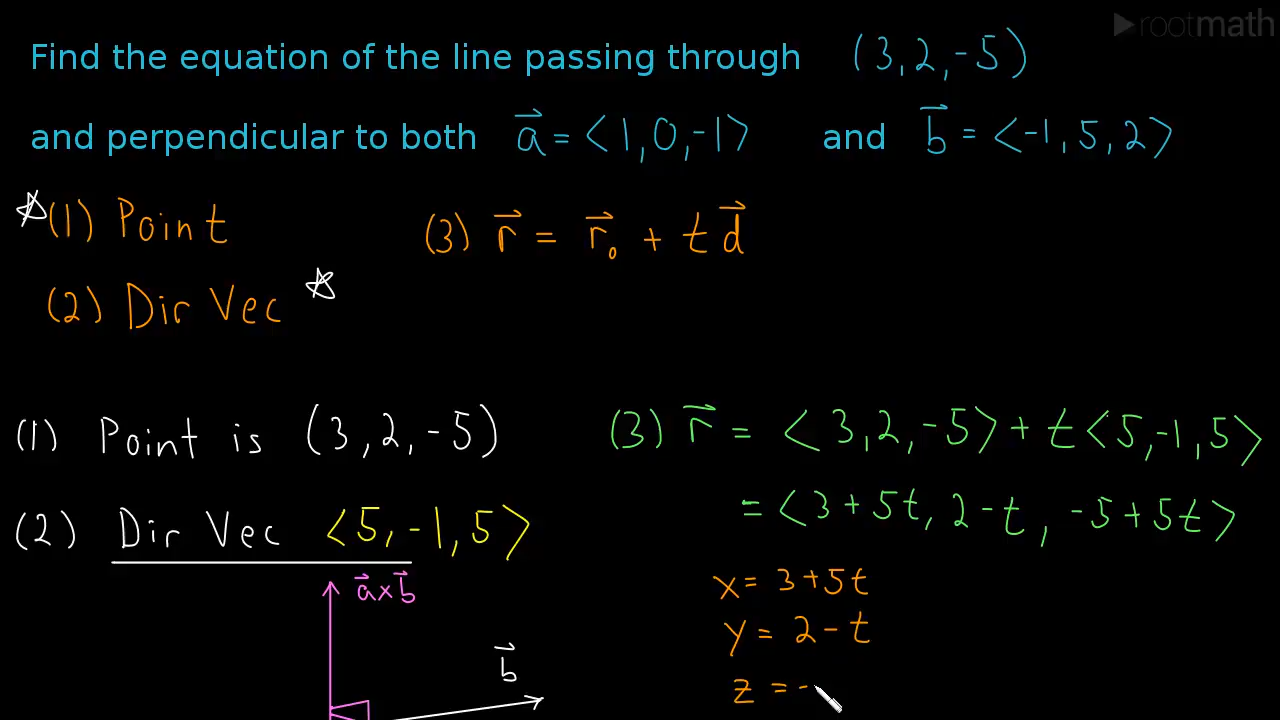 rootmath
Find the equation of the line passing through (3,2,-5)
and perpendicular to both a⃗ = <1,0,-1> and b⃗ = <-1,5,2>
☆(1) Point
(3) r⃗ = r⃗₀ + t d⃗
(2) Dir Vec ☆
(1) Point is (3,2,-5)
(2) Dir Vec <5,-1,5>
a⃗ x b⃗
b⃗
(3) r⃗ = <3,2,-5> + t<5,-1,5>
= <3+5t, 2-t, -5+5t>
x = 3+5t
y = 2-t
z = -